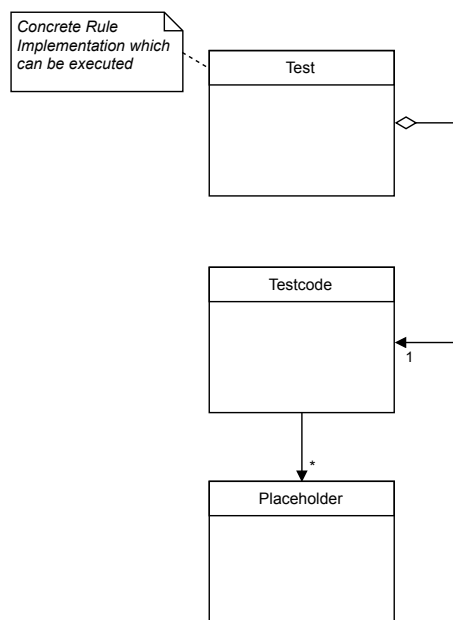 Concrete Rule
Implementation which
can be executed
Test
Testcode
1
*
Placeholder